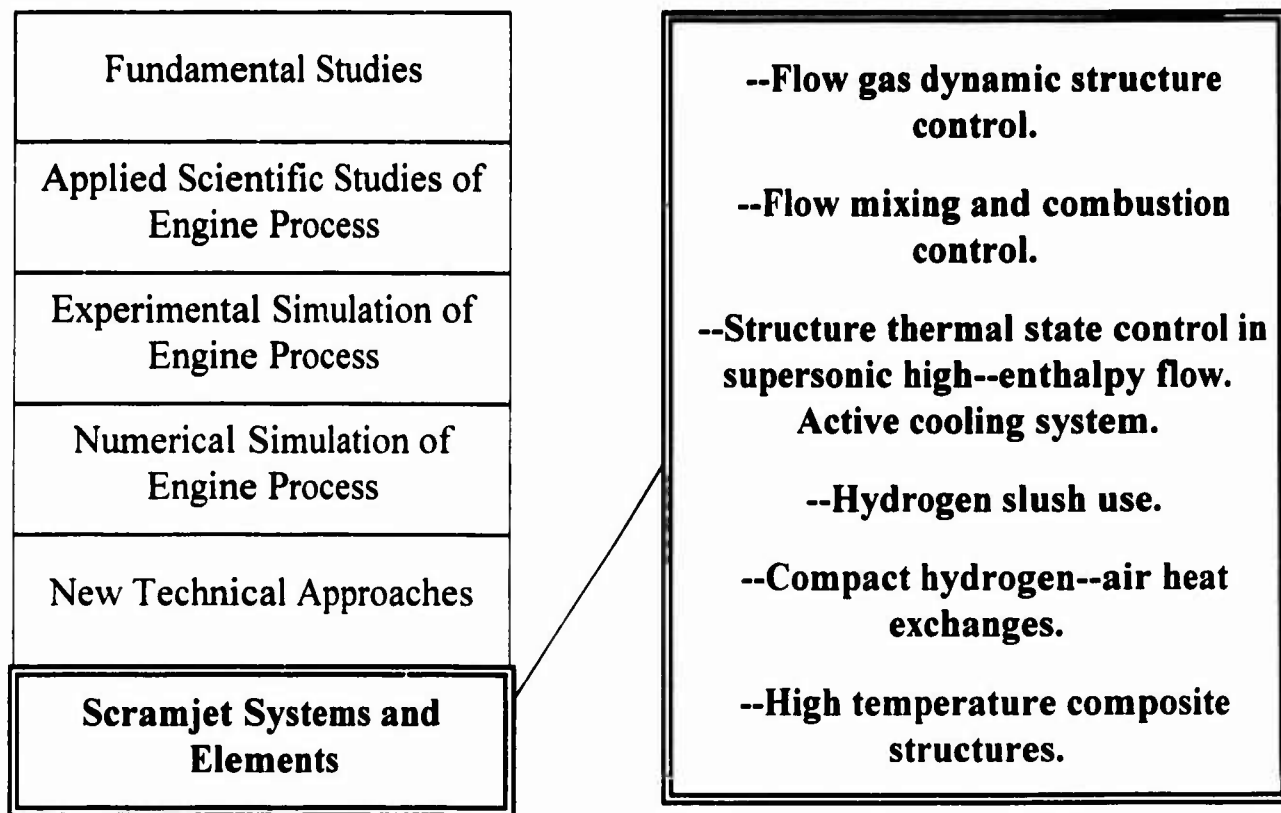 Fundamental Studies
Applied Scientific Studies of
Engine Process
Experimental Simulation of
Engine Process
Numerical Simulation of
Engine Process
New Technical Approaches
Scramjet Systems and
Elements
--Flow gas dynamic structure
control.
--Flow mixing and combustion
control.
--Structure thermal state control in
supersonic high--enthalpy flow.
Active cooling system.
--Hydrogen slush use.
--Compact hydrogen--air heat
exchanges.
--High temperature composite
structures.